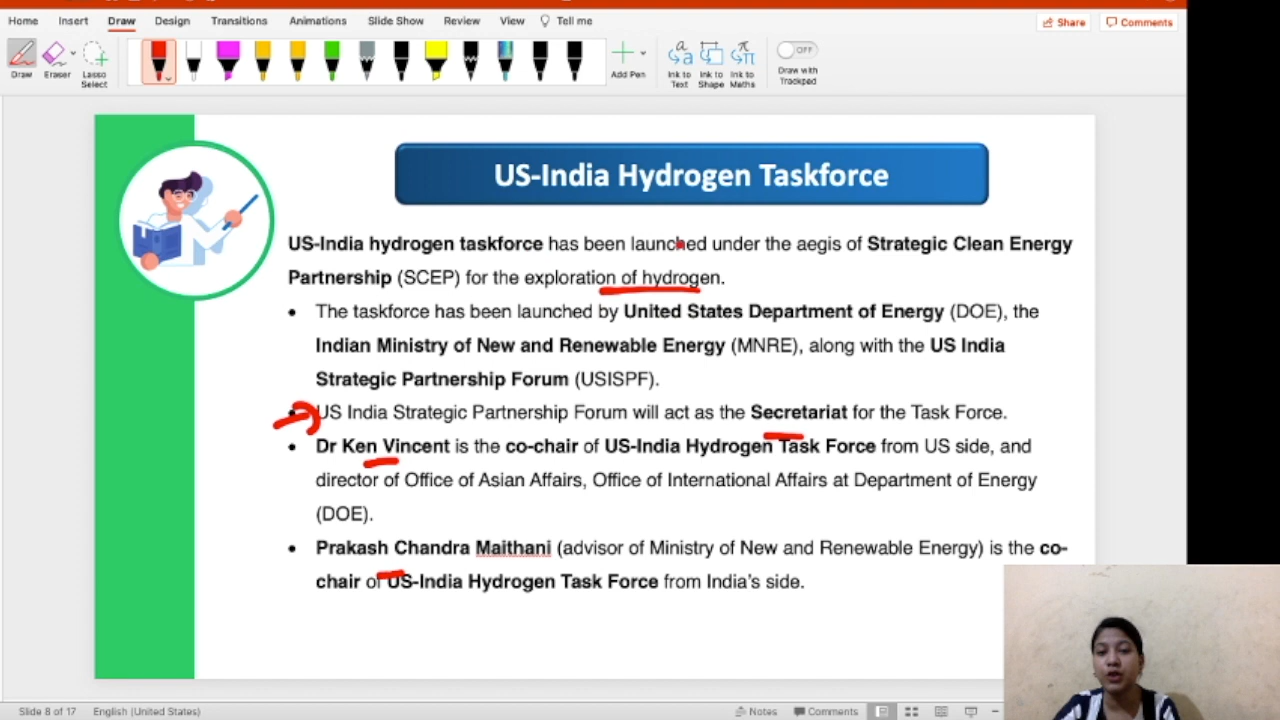 Home Insert Draw Design Transitions Animations Slide Show Review View Tell me Share Comments
Draw Eraser Lasso Select Add Pen Ink to Text Ink to Shape Ink to Maths OFF Draw with Trackpad
US-India Hydrogen Taskforce
US-India hydrogen taskforce has been launched under the aegis of Strategic Clean Energy
Partnership (SCEP) for the exploration of hydrogen.
• The taskforce has been launched by United States Department of Energy (DOE), the
Indian Ministry of New and Renewable Energy (MNRE), along with the US India
Strategic Partnership Forum (USISPF).
• US India Strategic Partnership Forum will act as the Secretariat for the Task Force.
• Dr Ken Vincent is the co-chair of US-India Hydrogen Task Force from US side, and
director of Office of Asian Affairs, Office of International Affairs at Department of Energy
(DOE).
• Prakash Chandra Maithani (advisor of Ministry of New and Renewable Energy) is the co-
chair of US-India Hydrogen Task Force from India's side.
Slide 8 of 17 English (United States) Notes Comments